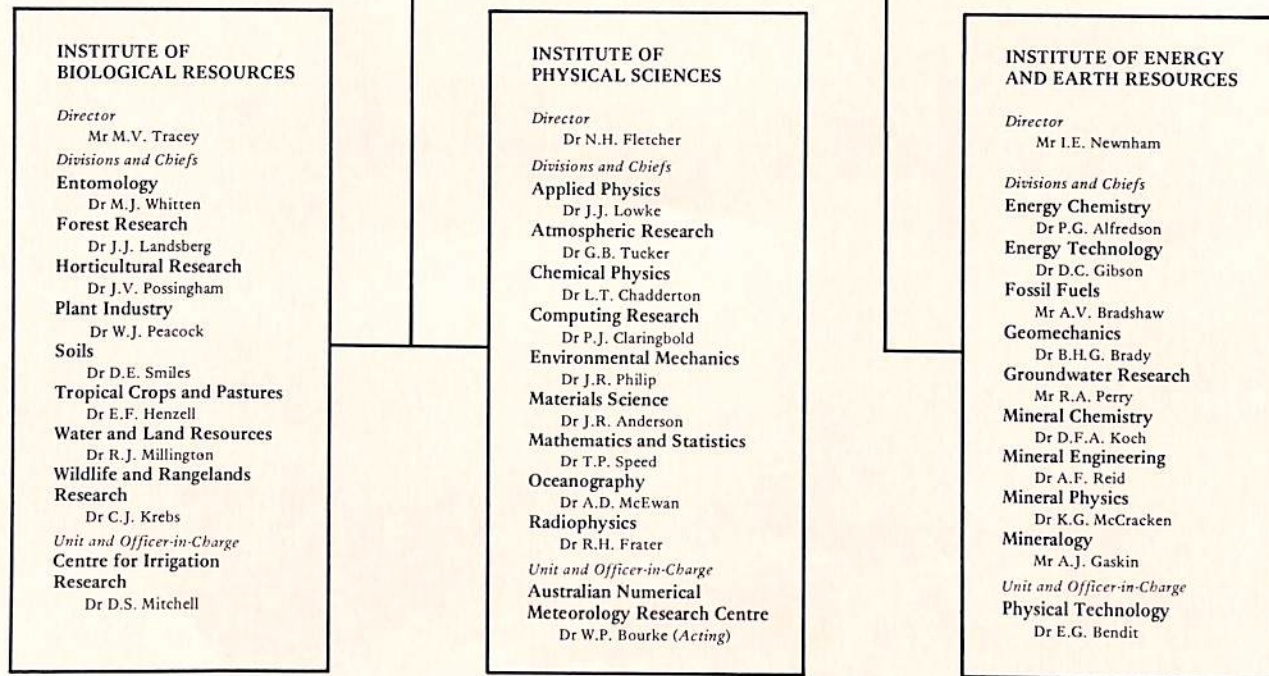 INSTITUTE OF
BIOLOGICAL RESOURCES
Director
Mr M.V. Tracey
Divisions and Chiefs
Entomology
Dr M.J. Whitten
Forest Research
Dr J.J. Landsberg
Horticultural Research
Dr J.V. Possingham
Plant Industry
Dr W.J. Peacock
Soils
Dr D.E. Smiles
Tropical Crops and Pastures
Dr E.F. Henzell
Water and Land Resources
Dr R.J. Millington
Wildlife and Rangelands
Research
Dr C.J. Krebs
Unit and Officer-in-Charge
Centre for Irrigation
Research
Dr D.S. Mitchell
INSTITUTE OF
PHYSICAL SCIENCES
Director
Dr N.H. Fletcher
Divisions and Chiefs
Applied Physics
Dr J.J. Lowke
Atmospheric Research
Dr G.B. Tucker
Chemical Physics
Dr L.T. Chadderton
Computing Research
Dr P.J. Claringbold
Environmental Mechanics
Dr J.R. Philip
Materials Science
Dr J.R. Anderson
Mathematics and Statistics
Dr T.P. Speed
Oceanography
Dr A.D. McEwan
Radiophysics
Dr R.H. Frater
Unit and Officer-in-Charge
Australian Numerical
Meteorology Research Centre
Dr W.P. Bourke (Acting)
INSTITUTE OF ENERGY
AND EARTH RESOURCES
Director
Mr I.E. Newnham
Divisions and Chiefs
Energy Chemistry
Dr P.G. Alfredson
Energy Technology
Dr D.C. Gibson
Fossil Fuels
Mr A.V. Bradshaw
Geomechanics
Dr B.H.G. Brady
Groundwater Research
Mr R.A. Perry
Mineral Chemistry
Dr D.F.A. Koch
Mineral Engineering
Dr A.F. Reid
Mineral Physics
Dr K.G. McCracken
Mineralogy
Mr A.J. Gaskin
Unit and Officer-in-Charge
Physical Technology
Dr E.G. Bendit